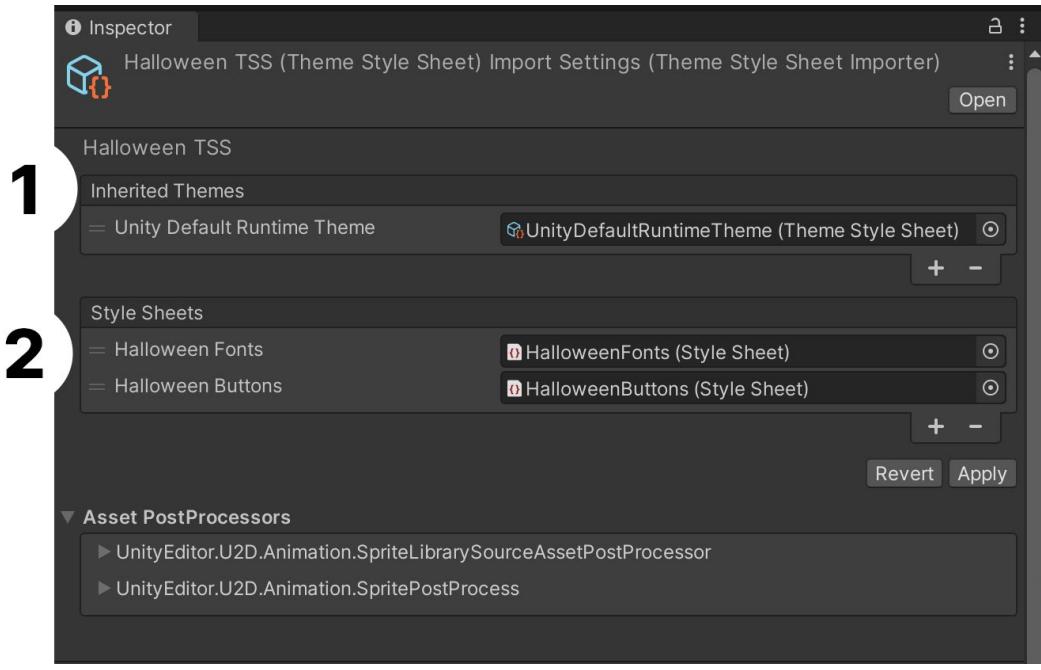 Inspector
Halloween TSS (Theme Style Sheet) Import Settings (Theme Style Sheet Importer)
Open
Halloween TSS
1
Inherited Themes
Unity Default Runtime Theme UnityDefaultRuntimeTheme (Theme Style Sheet)
+ -
2
Style Sheets
Halloween Fonts HalloweenFonts (Style Sheet)
Halloween Buttons HalloweenButtons (Style Sheet)
+ -
Revert Apply
Asset PostProcessors
UnityEditor.U2D.Animation.SpriteLibrarySourceAssetPostProcessor
UnityEditor.U2D.Animation.SpritePostProcess